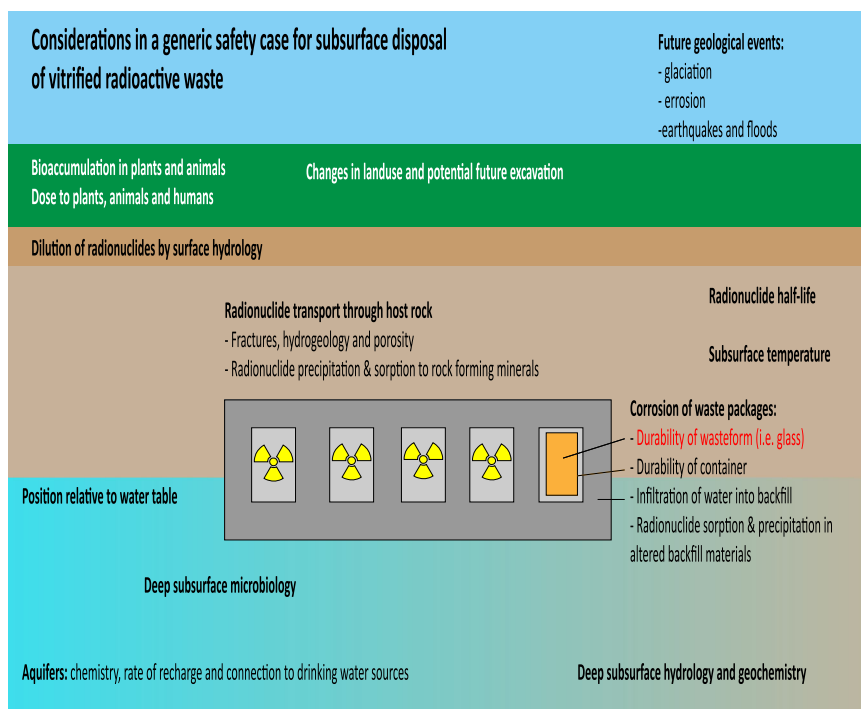 Considerations in a generic safety case for subsurface disposal
of vitrified radioactive waste
Future geological events:
- glaciation
- errosion
-earthquakes and floods
Bioaccumulation in plants and animals
Dose to plants, animals and humans
Changes in landuse and potential future excavation
Dilution of radionuclides by surface hydrology
Radionuclide transport through host rock
- Fractures, hydrogeology and porosity
- Radionuclide precipitation & sorption to rock forming minerals
Radionuclide half-life
Subsurface temperature
Corrosion of waste packages:
- Durability of wasteform (i.e. glass)
- Durability of container
- Infiltration of water into backfill
- Radionuclide sorption & precipitation in
altered backfill materials
Position relative to water table
Deep subsurface microbiology
Aquifers: chemistry, rate of recharge and connection to drinking water sources
Deep subsurface hydrology and geochemistry